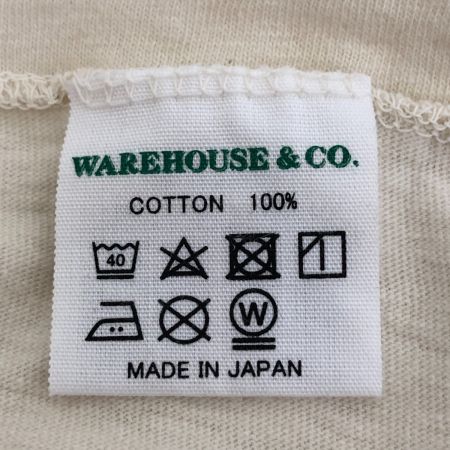 WAREHOUSE & CO.
COTTON 100%
40
W
MADE IN JAPAN